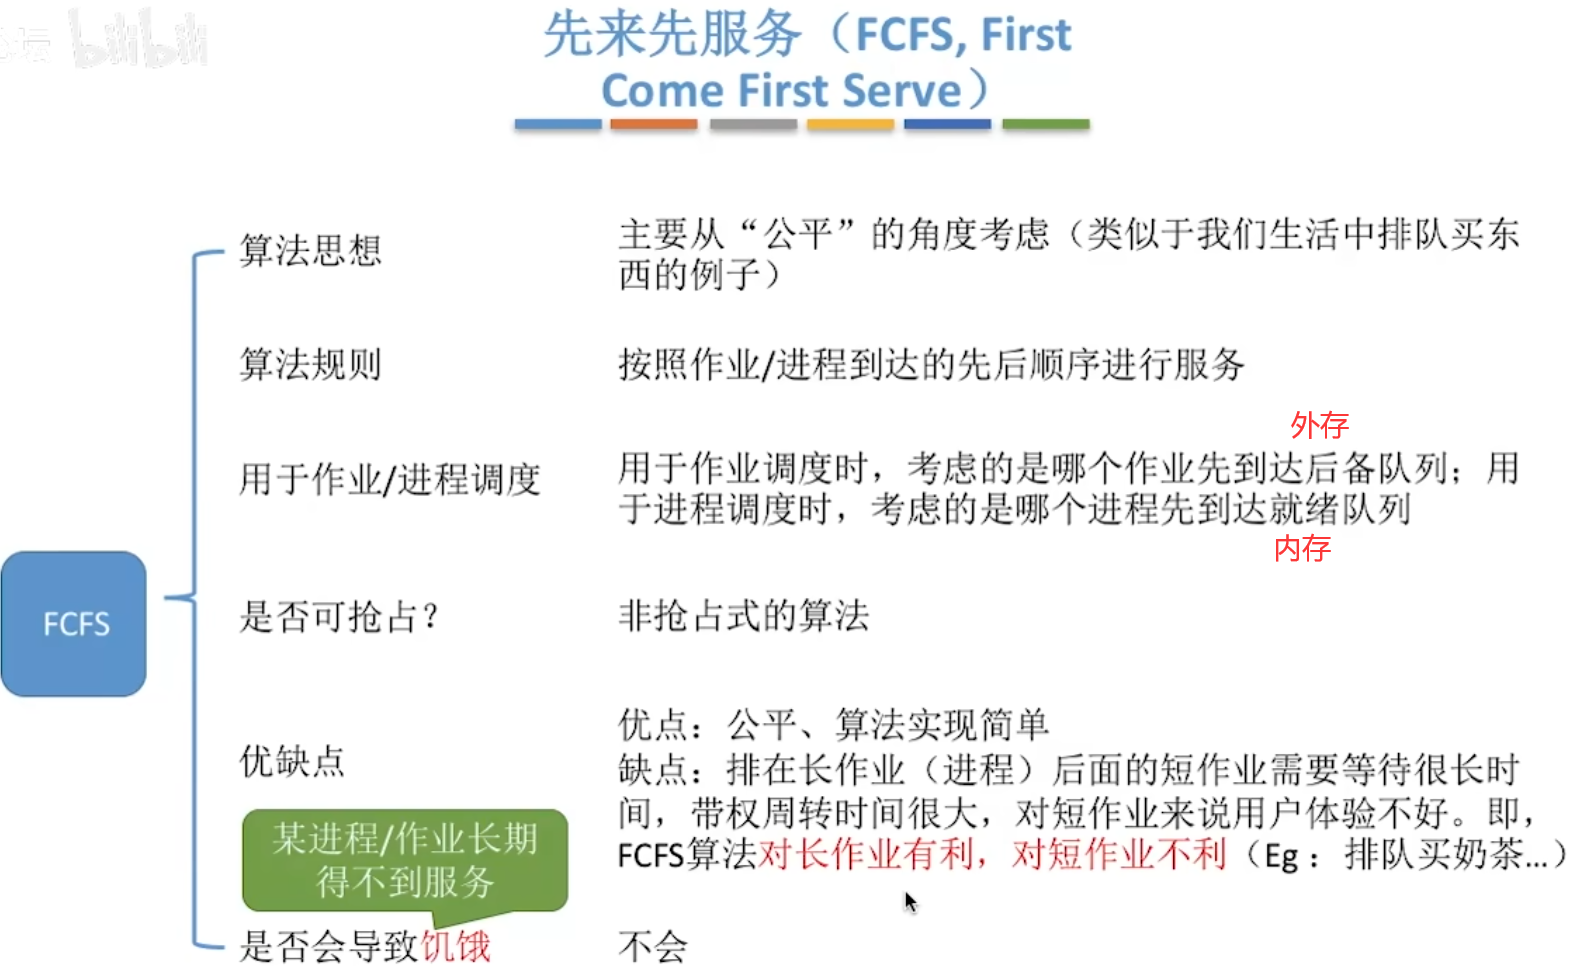 坛 bilibili
先来先服务（FCFS, First
Come First Serve）
算法思想
主要从“公平”的角度考虑（类似于我们生活中排队买东
西的例子）
算法规则
按照作业/进程到达的先后顺序进行服务
外存
用于作业/进程调度
用于作业调度时，考虑的是哪个作业先到达后备队列；用
于进程调度时，考虑的是哪个进程先到达就绪队列
内存
FCFS
是否可抢占？
非抢占式的算法
优缺点
优点：公平、算法实现简单
缺点：排在长作业（进程）后面的短作业需要等待很长时
间，带权周转时间很大，对短作业来说用户体验不好。即，
FCFS算法对长作业有利，对短作业不利（Eg：排队买奶茶...）
某进程/作业长期
得不到服务
是否会导致饥饿
不会